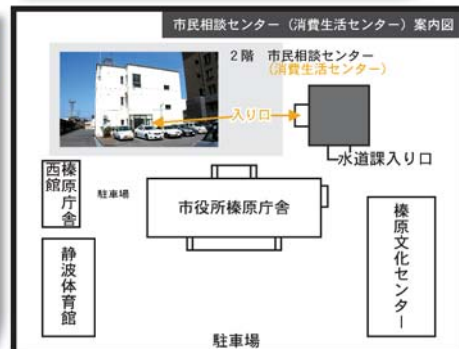 市民相談センター（消費生活センター）案内図
2階 市民相談センター
（消費生活センター）
入り口
水道課入り口
榛原庁舎
西館
駐車場
市役所榛原庁舎
静波体育館
榛原文化センター
駐車場